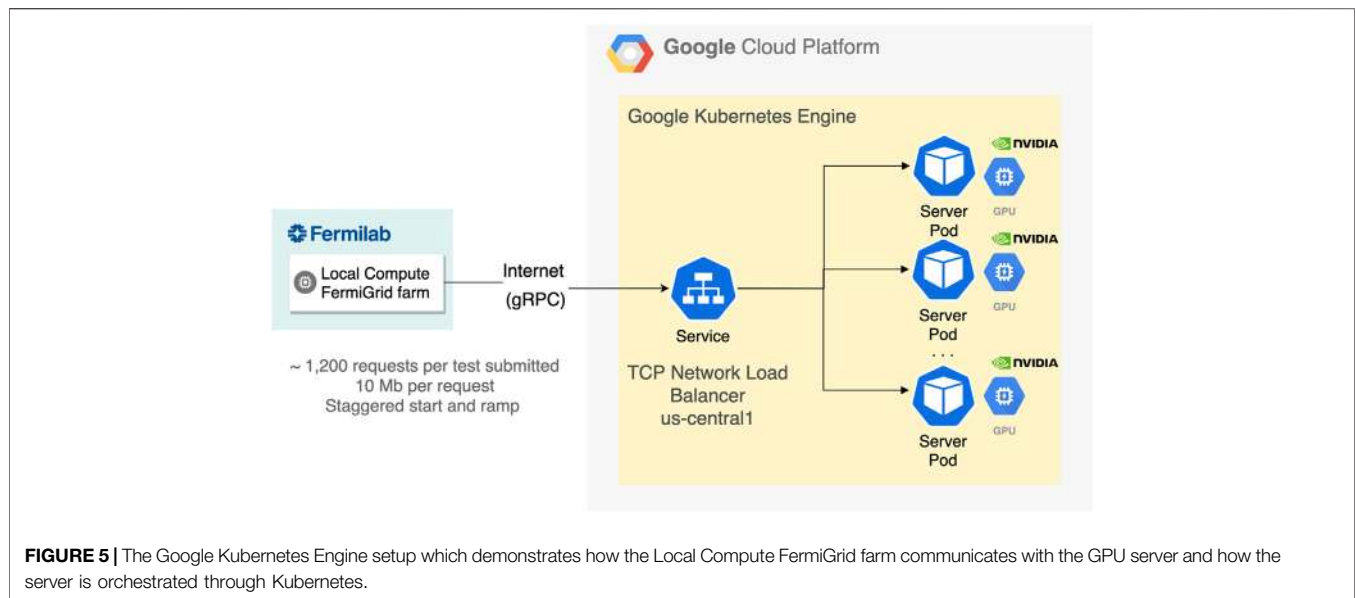 Google Cloud Platform
Google Kubernetes Engine
NVIDIA
GPU
Server
Pod
Fermilab
Local Compute
FermiGrid farm
Internet
(gRPC)
Service
NVIDIA
GPU
Server
Pod
. . .
~ 1,200 requests per test submitted
10 Mb per request
Staggered start and ramp
TCP Network Load
Balancer
us-central1
NVIDIA
GPU
Server
Pod
FIGURE 5 | The Google Kubernetes Engine setup which demonstrates how the Local Compute FermiGrid farm communicates with the GPU server and how the
server is orchestrated through Kubernetes.